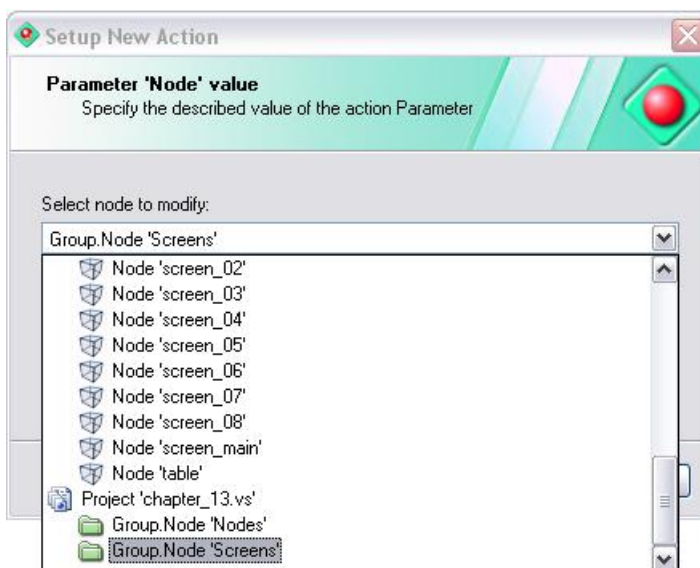 Setup New Action
Parameter 'Node' value
Specify the described value of the action Parameter
Select node to modify:
Group.Node 'Screens'
Node 'screen_02'
Node 'screen_03'
Node 'screen_04'
Node 'screen_05'
Node 'screen_06'
Node 'screen_07'
Node 'screen_08'
Node 'screen_main'
Node 'table'
Project 'chapter_13.vs'
Group.Node 'Nodes'
Group.Node 'Screens'